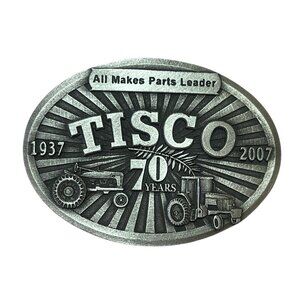 All Makes Parts Leader
TISCO
1937 2007
70
YEARS